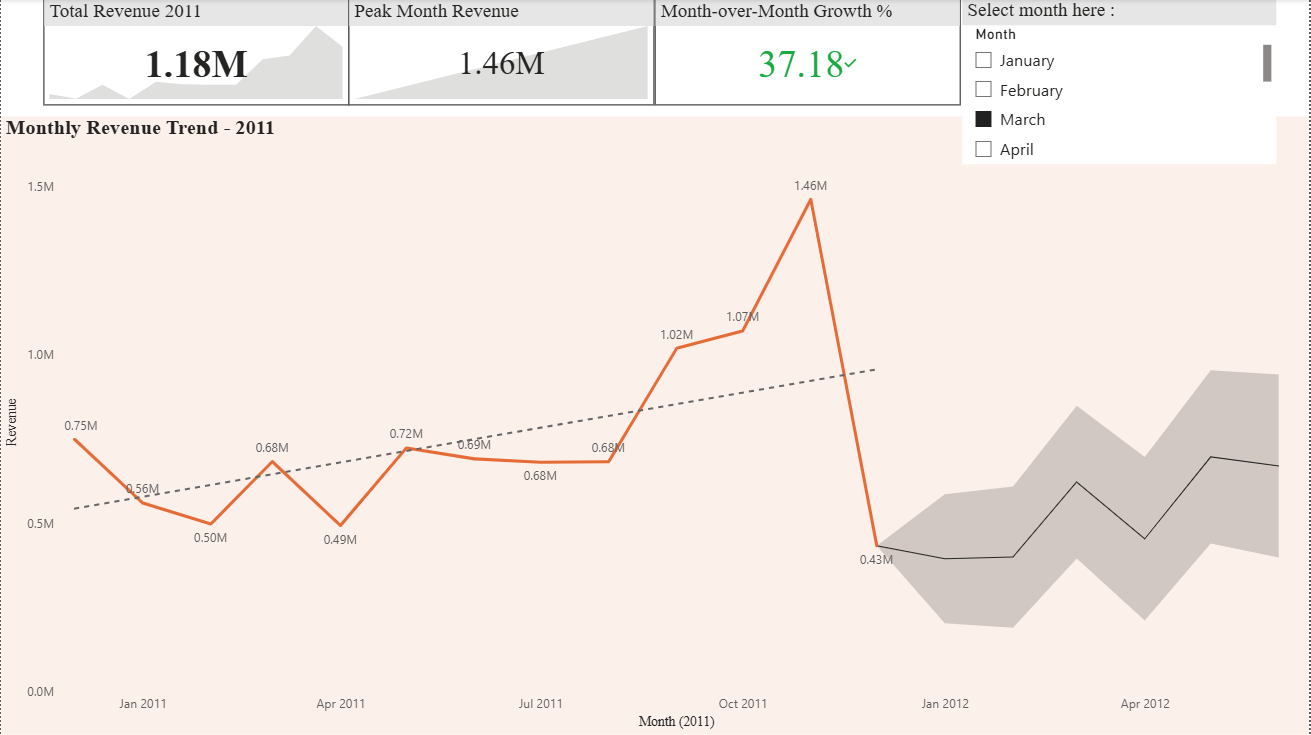 Total Revenue 2011
1.18M
Peak Month Revenue
1.46M
Month-over-Month Growth %
37.18
Select month here :
Month
January
February
March
April
Monthly Revenue Trend - 2011
1.5M
1.0M
0.5M
0.0M
Revenue
0.75M
0.56M
0.50M
0.68M
0.49M
0.72M
0.69M
0.68M
0.68M
1.02M
1.07M
1.46M
0.43M
Jan 2011
Apr 2011
Jul 2011
Oct 2011
Jan 2012
Apr 2012
Month (2011)